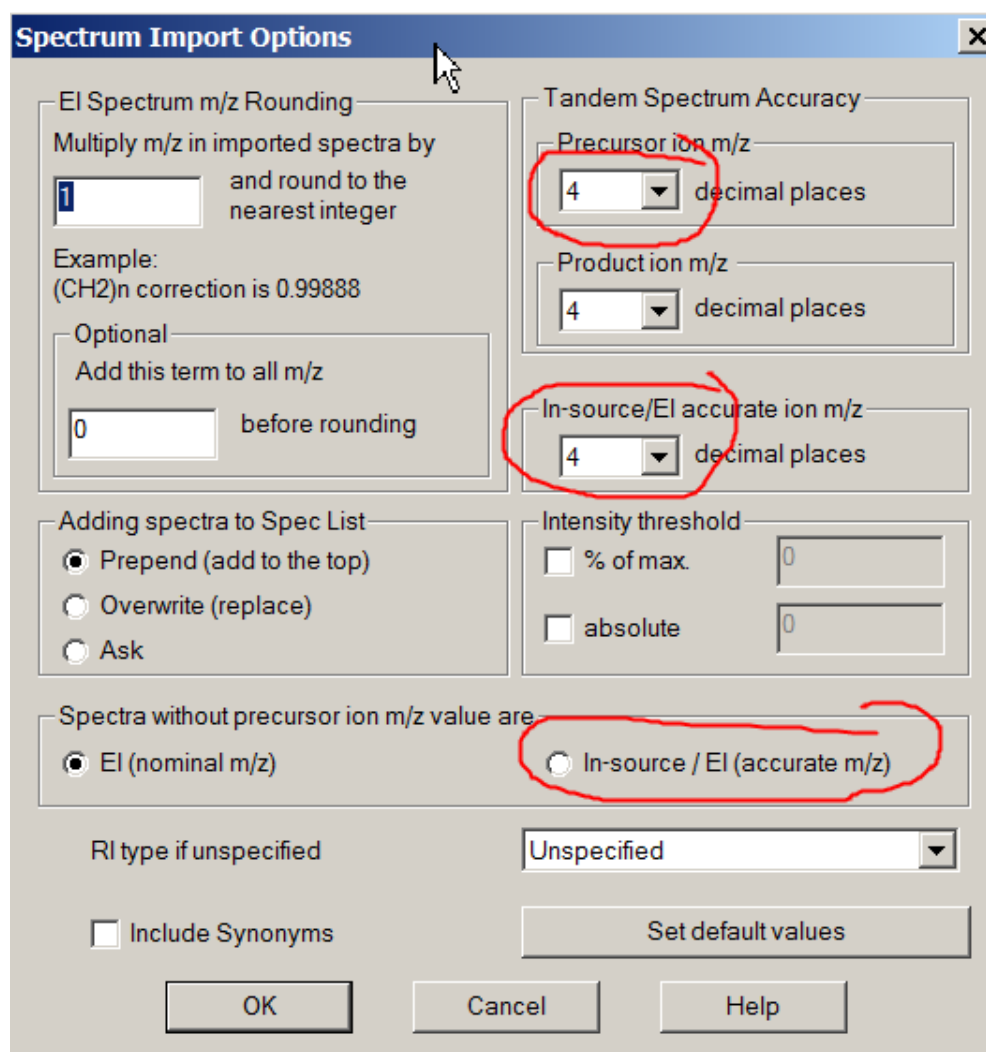 Spectrum Import Options
EI Spectrum m/z Rounding
Multiply m/z in imported spectra by
1
and round to the
nearest integer
Example:
(CH2)n correction is 0.99888
Optional
Add this term to all m/z
0
before rounding
Tandem Spectrum Accuracy
Precursor ion m/z
4
decimal places
Product ion m/z
4
decimal places
In-source/EI accurate ion m/z
4
decimal places
Adding spectra to Spec List
Prepend (add to the top)
Overwrite (replace)
Ask
Intensity threshold
% of max.
0
absolute
0
Spectra without precursor ion m/z value are
EI (nominal m/z)
In-source / EI (accurate m/z)
RI type if unspecified
Unspecified
Include Synonyms
Set default values
OK
Cancel
Help